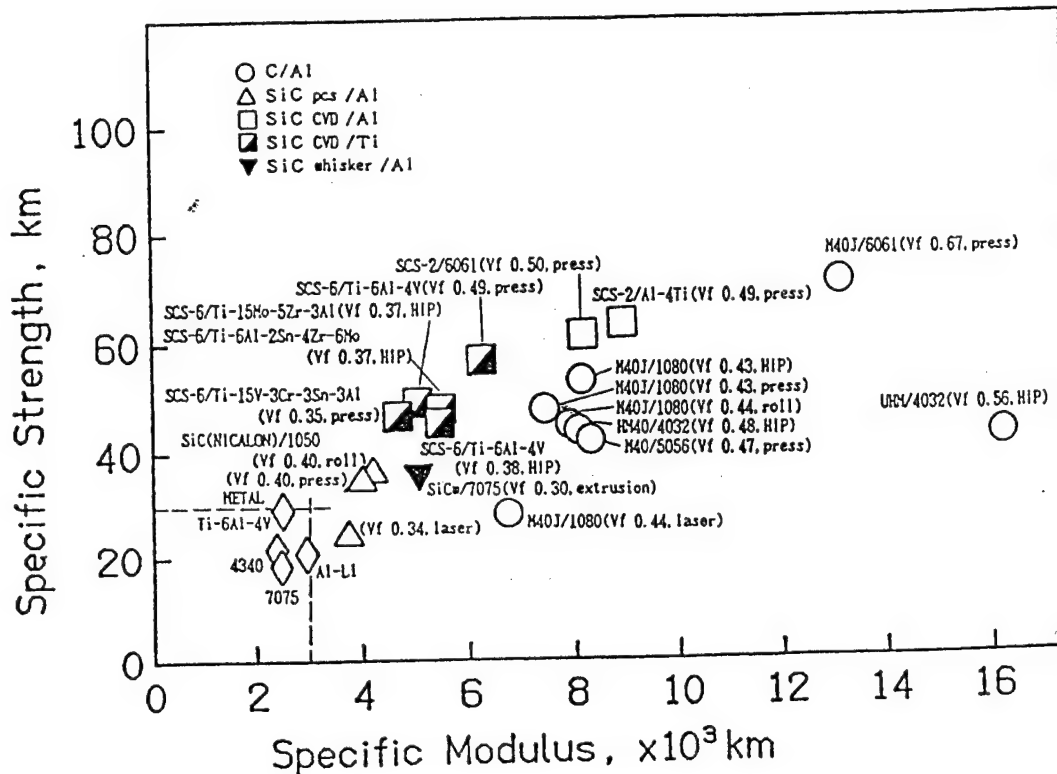 C/Al
SiC pcs /Al
SiC CVD /Al
SiC CVD /Ti
SiC whisker /Al
100
80
60
40
20
0
Specific Strength, km
M40J/6061(Vf 0.67, press)
SCS-2/6061(Vf 0.50, press)
SCS-6/Ti-6Al-4V(Vf 0.49, press)
SCS-2/Al-4Ti(Vf 0.49, press)
SCS-6/Ti-15Mo-5Zr-3Al(Vf 0.37, HIP)
SCS-6/Ti-6Al-2Sn-4Zr-6Mo
(Vf 0.37, HIP)
M40J/1080(Vf 0.43, HIP)
M40J/1080(Vf 0.43, press)
M40J/1080(Vf 0.44, roll)
HM40/4032(Vf 0.48, HIP)
M40/5056(Vf 0.47, press)
UHM/4032(Vf 0.56, HIP)
SCS-6/Ti-15V-3Cr-3Sn-3Al
(Vf 0.35, press)
SiC(NICALON)/1050
(Vf 0.40, roll)
(Vf 0.40, press)
SCS-6/Ti-6Al-4V
(Vf 0.38, HIP)
SiCw/7075(Vf 0.30, extrusion)
M40J/1080(Vf 0.44, laser)
(Vf 0.34, laser)
METAL
Ti-6Al-4V
4340
7075
Al-Li
0 2 4 6 8 10 12 14 16
Specific Modulus, x10³ km